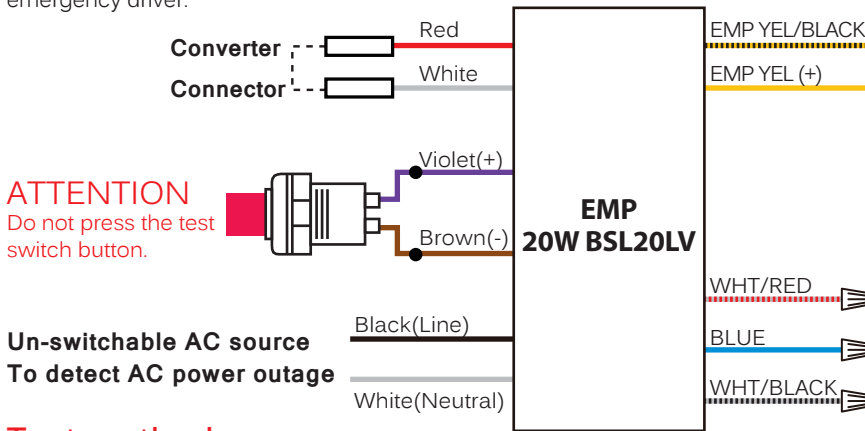 emergency driver.
Red
EMP YEL/BLACK
Converter
White
EMP YEL (+)
Connector
Violet(+)
ATTENTION
Do not press the test
switch button.
Brown(-)
EMP
20W BSL20LV
WHT/RED
Black(Line)
BLUE
Un-switchable AC source
To detect AC power outage
WHT/BLACK
White(Neutral)